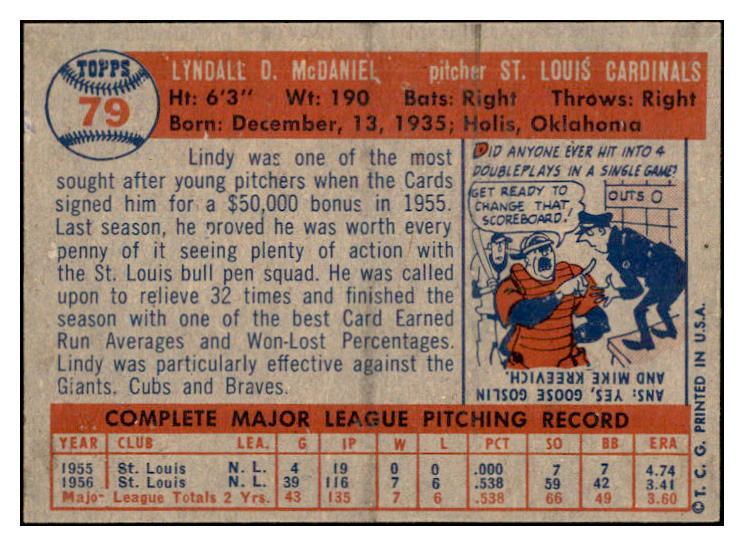 TOPPS
79
LYNDALL D. McDANIEL pitcher ST. LOUIS CARDINALS
Ht: 6'3" Wt: 190 Bats: Right Throws: Right
Born: December, 13, 1935; Holis, Oklahoma
Lindy was one of the most
sought after young pitchers when the Cards
signed him for a $50,000 bonus in 1955.
Last season, he proved he was worth every
penny of it seeing plenty of action with
the St. Louis bull pen squad. He was called
upon to relieve 32 times and finished the
season with one of the best Card Earned
Run Averages and Won-Lost Percentages.
Lindy was particularly effective against the
Giants, Cubs and Braves.
DID ANYONE EVER HIT INTO 4
DOUBLEPLAYS IN A SINGLE GAME?
GET READY TO
CHANGE THAT
SCOREBOARD!
OUTS 0
ANS: YES, GOOSE GOSLIN
AND MIKE KREEVICH.
COMPLETE MAJOR LEAGUE PITCHING RECORD
YEAR CLUB LEA. G IP W L PCT SO BB ERA
1955 St. Louis N. L. 4 19 0 0 .000 7 7 4.74
1956 St. Louis N. L. 39 116 7 6 .538 59 42 3.41
Major League Totals 2 Yrs. 43 135 7 6 .538 66 49 3.60
© T. C. G. PRINTED IN U.S.A.